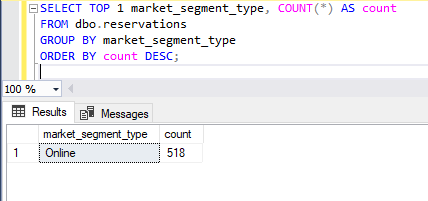 SELECT TOP 1 market_segment_type, COUNT(*) AS count
FROM dbo.reservations
GROUP BY market_segment_type
ORDER BY count DESC;
100 %
Results Messages
market_segment_type count
1 Online 518